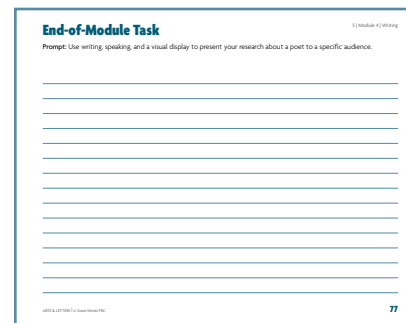 End-of-Module Task
5 | Module 4 | Writing
Prompt: Use writing, speaking, and a visual display to present your research about a poet to a specific audience.
ARTS & LETTERS | © Great Minds PBC
77